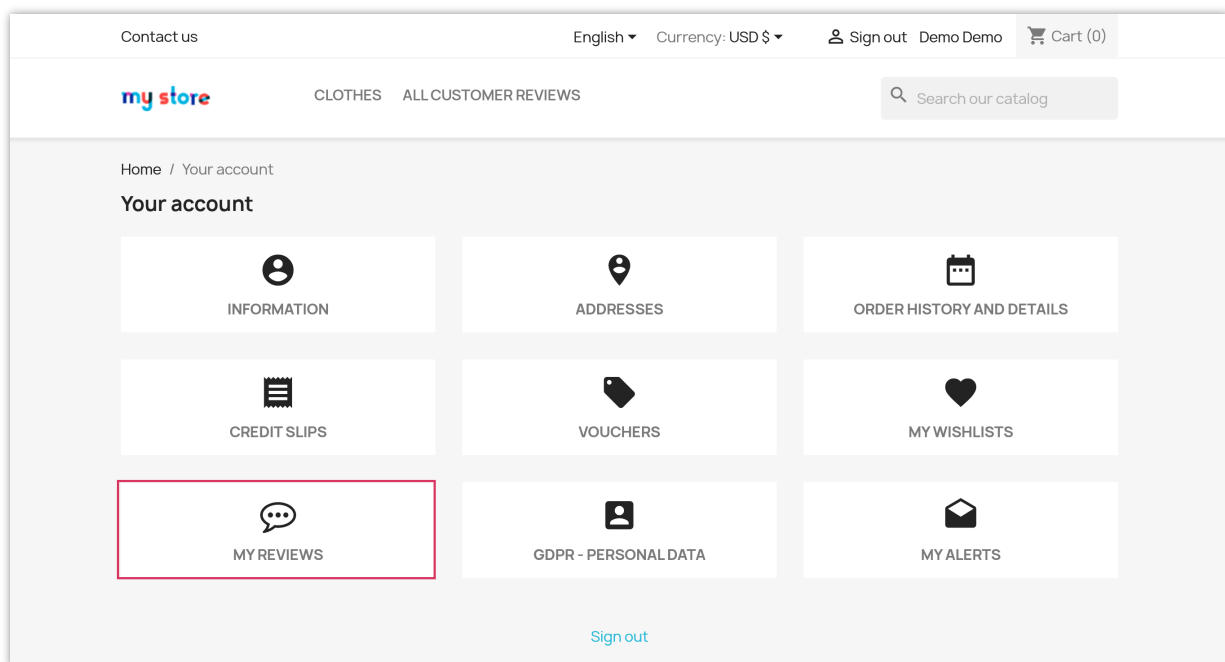 Contact us English Currency: USD $ Sign out Demo Demo Cart (0)
my store CLOTHES ALL CUSTOMER REVIEWS Search our catalog
Home / Your account
Your account
INFORMATION ADDRESSES ORDER HISTORY AND DETAILS
CREDIT SLIPS VOUCHERS MY WISHLISTS
MY REVIEWS GDPR - PERSONAL DATA MY ALERTS
Sign out